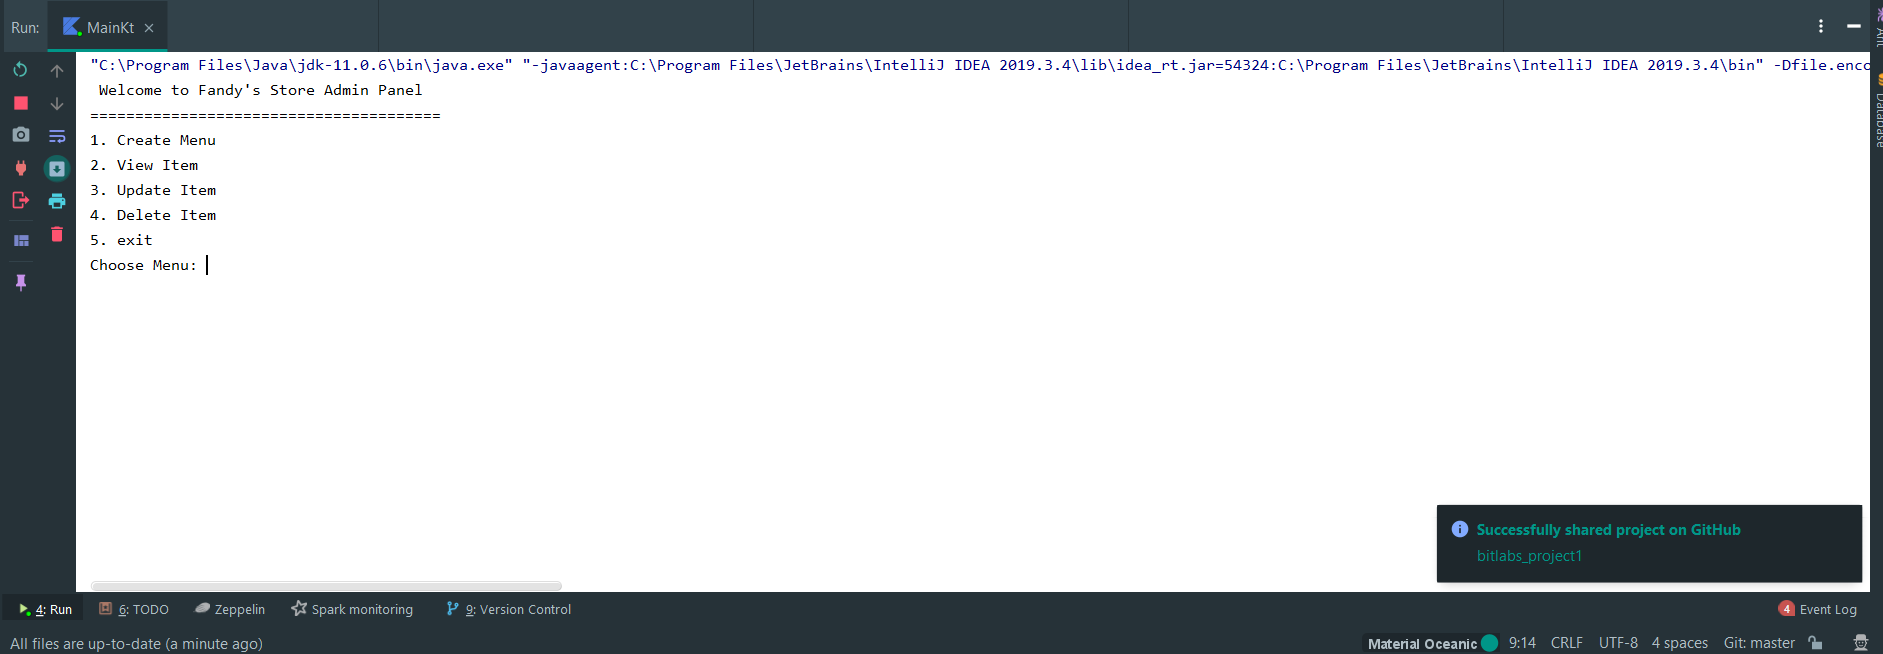 Run: MainKt
"C:\Program Files\Java\jdk-11.0.6\bin\java.exe" "-javaagent:C:\Program Files\JetBrains\IntelliJ IDEA 2019.3.4\lib\idea_rt.jar=54324:C:\Program Files\JetBrains\IntelliJ IDEA 2019.3.4\bin" -Dfile.enco
Welcome to Fandy's Store Admin Panel
=======================================
1. Create Menu
2. View Item
3. Update Item
4. Delete Item
5. exit
Choose Menu:
Ant
Database
Successfully shared project on GitHub
bitlabs_project1
4: Run 6: TODO Zeppelin Spark monitoring 9: Version Control 4 Event Log
All files are up-to-date (a minute ago) Material Oceanic 9:14 CRLF UTF-8 4 spaces Git: master